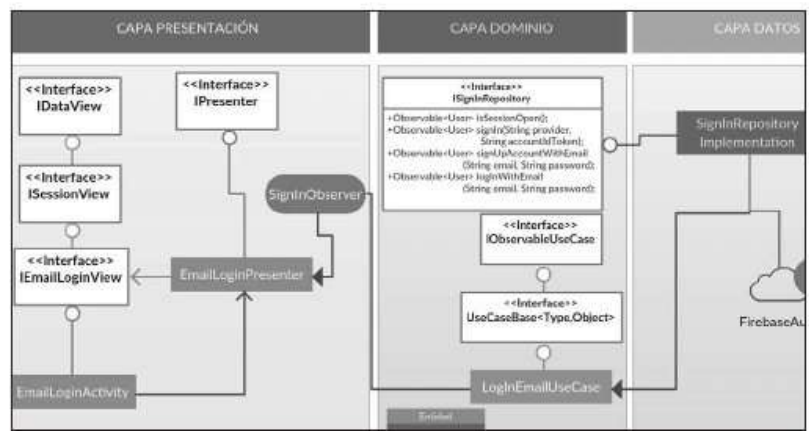 CAPA PRESENTACIÓN
CAPA DOMINIO
CAPA DATOS
<<Interface>>
IDataView
<<Interface>>
IPresenter
<<Interface>>
ISessionView
<<Interface>>
IEmailLoginView
SignInObserver
EmailLoginPresenter
EmailLoginActivity
<<Interface>>
ISignInRepository
+Observable<User> isSessionOpen();
+Observable<User> signIn(String provider,
String accountIdToken);
+Observable<User> signUpAccountWithEmail
(String email, String password);
+Observable<User> logInWithEmail
(String email, String password);
<<Interface>>
IObservableUseCase
<<Interface>>
UseCaseBase<Type,Object>
LogInEmailUseCase
SignInRepository
Implementation
FirebaseAu